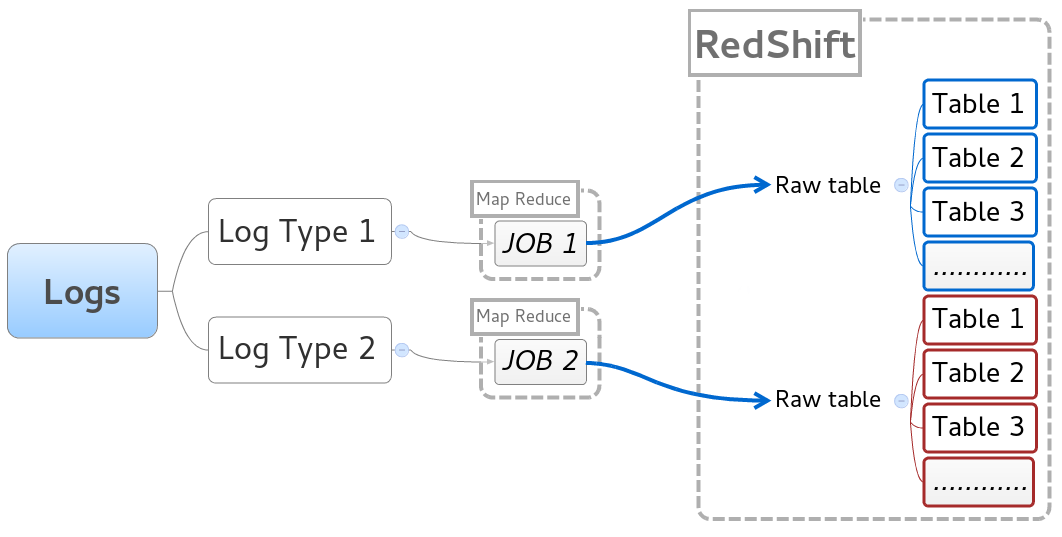 RedShift
Logs
Log Type 1
Map Reduce
JOB 1
Raw table
Table 1
Table 2
Table 3
............
Log Type 2
Map Reduce
JOB 2
Raw table
Table 1
Table 2
Table 3
............